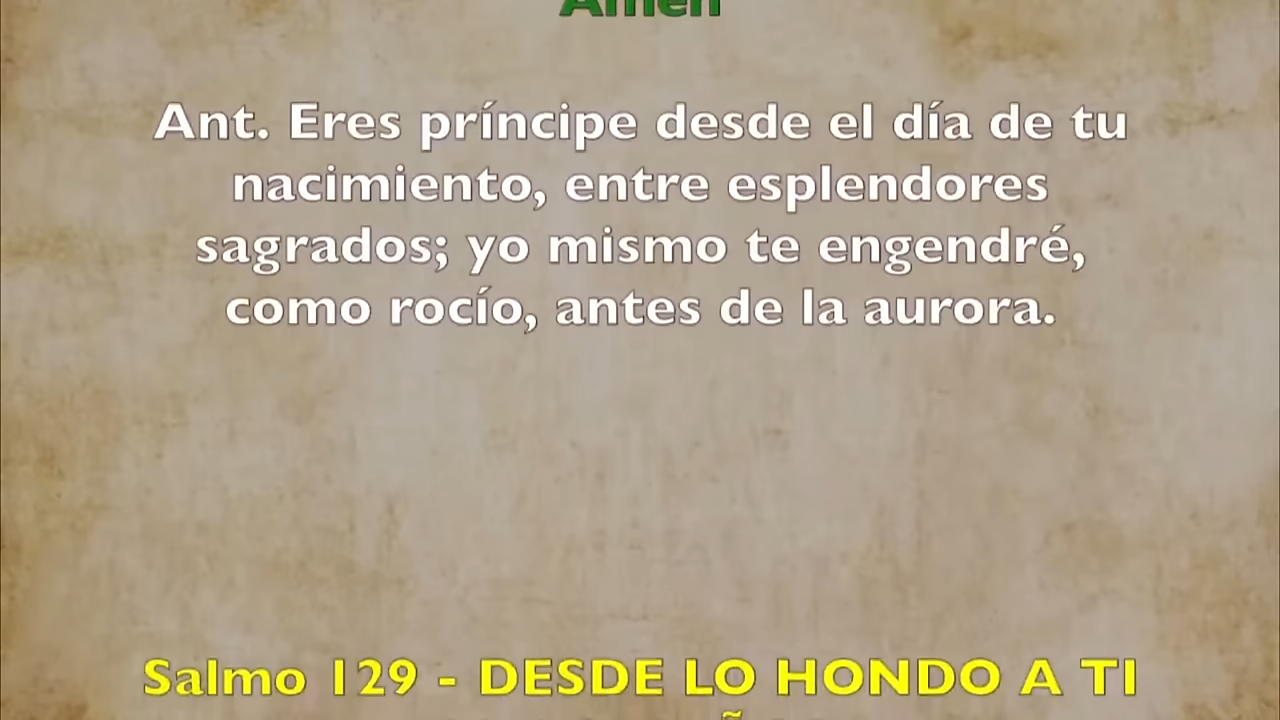 Amén
Ant. Eres príncipe desde el día de tu
nacimiento, entre esplendores
sagrados; yo mismo te engendré,
como rocío, antes de la aurora.
Salmo 129 - DESDE LO HONDO A TI